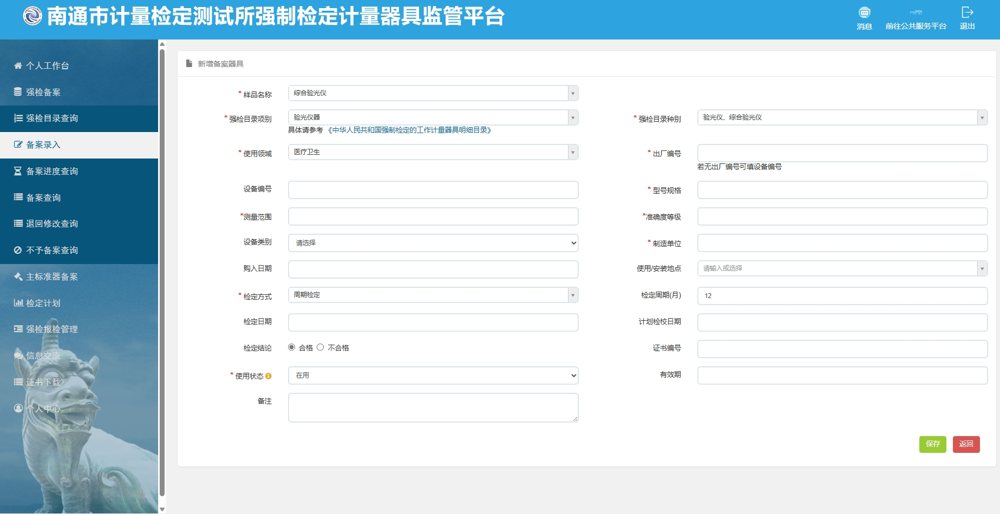 南通市计量检定测试所强制检定计量器具监管平台
消息
前往公共服务平台
退出
个人工作台
强检备案
强检目录查询
备案录入
备案进度查询
备案查询
退回修改查询
不予备案查询
主标准器备案
检定计划
强检报检管理
信息交流
证书下载
个人中心
新增备案器具
* 样品名称 综合验光仪
* 强检目录项别 验光仪器
* 强检目录种别 验光仪、综合验光仪
具体请参考 《中华人民共和国强制检定的工作计量器具明细目录》
* 使用领域 医疗卫生
* 出厂编号
若无出厂编号可填设备编号
设备编号
* 型号规格
*测量范围
*准确度等级
设备类别 请选择
* 制造单位
购入日期
使用/安装地点 请输入或选择
* 检定方式 周期检定
检定周期(月) 12
检定日期
计划检校日期
检定结论 合格 不合格
证书编号
* 使用状态 在用
有效期
备注
保存
返回